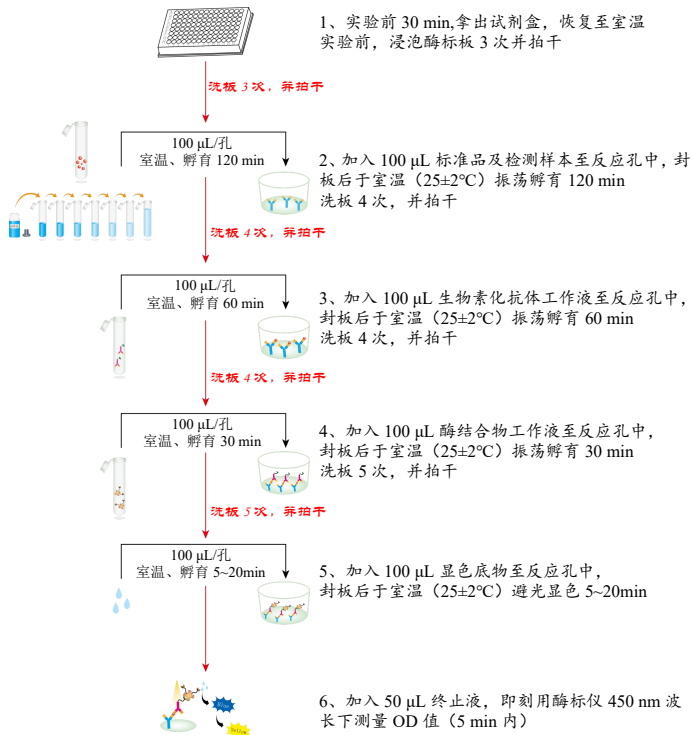 1、实验前 30 min,拿出试剂盒，恢复至室温
实验前，浸泡酶标板 3 次并拍干
洗板 3 次，并拍干
100 μL/孔
室温、孵育 120 min
2、加入 100 μL 标准品及检测样本至反应孔中，封
板后于室温（25±2℃）振荡孵育 120 min
洗板 4 次，并拍干
洗板 4 次，并拍干
100 μL/孔
室温、孵育 60 min
3、加入 100 μL 生物素化抗体工作液至反应孔中，
封板后于室温（25±2℃）振荡孵育 60 min
洗板 4 次，并拍干
洗板 4 次，并拍干
100 μL/孔
室温、孵育 30 min
4、加入 100 μL 酶结合物工作液至反应孔中，
封板后于室温（25±2℃）振荡孵育 30 min
洗板 5 次，并拍干
洗板 5 次，并拍干
100 μL/孔
室温、孵育 5~20min
5、加入 100 μL 显色底物至反应孔中，
封板后于室温（25±2℃）避光显色 5~20min
6、加入 50 μL 终止液，即刻用酶标仪 450 nm 波
长下测量 OD 值（5 min 内）